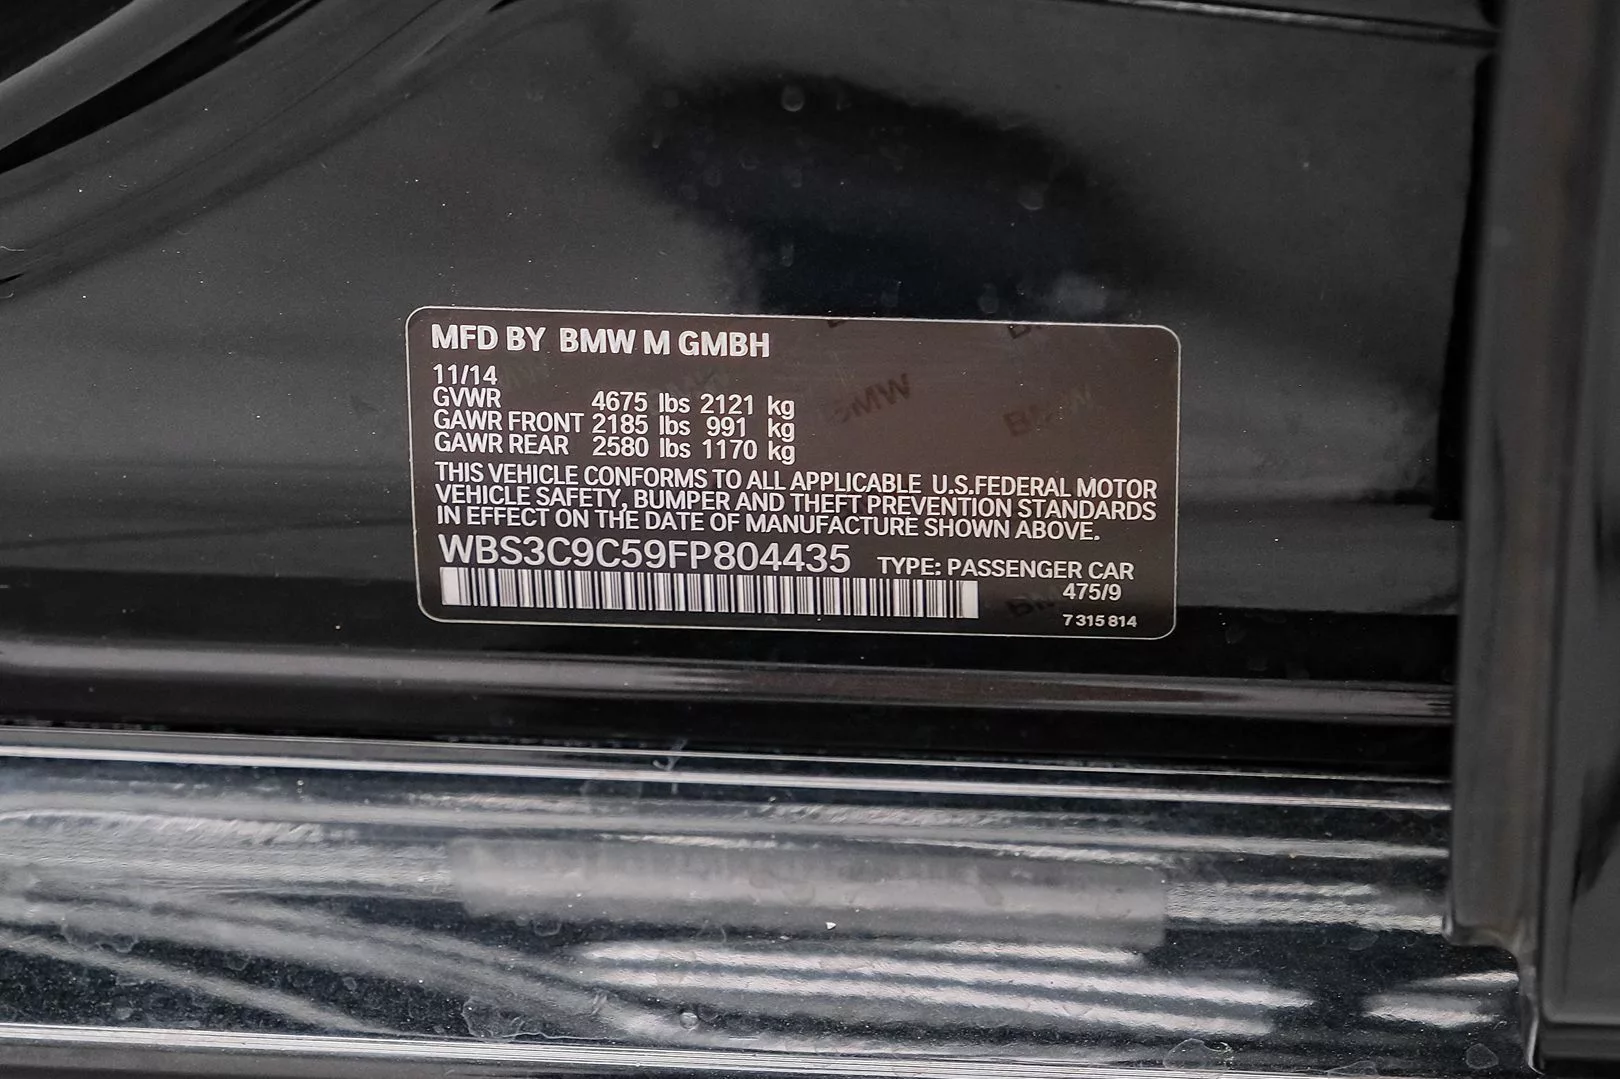 MFD BY BMW M GMBH
11/14
GVWR 4675 lbs 2121 kg
GAWR FRONT 2185 lbs 991 kg
GAWR REAR 2580 lbs 1170 kg
THIS VEHICLE CONFORMS TO ALL APPLICABLE U.S.FEDERAL MOTOR
VEHICLE SAFETY, BUMPER AND THEFT PREVENTION STANDARDS
IN EFFECT ON THE DATE OF MANUFACTURE SHOWN ABOVE.
WBS3C9C59FP804435 TYPE: PASSENGER CAR
475/9
7 315 814
BMW
BMW